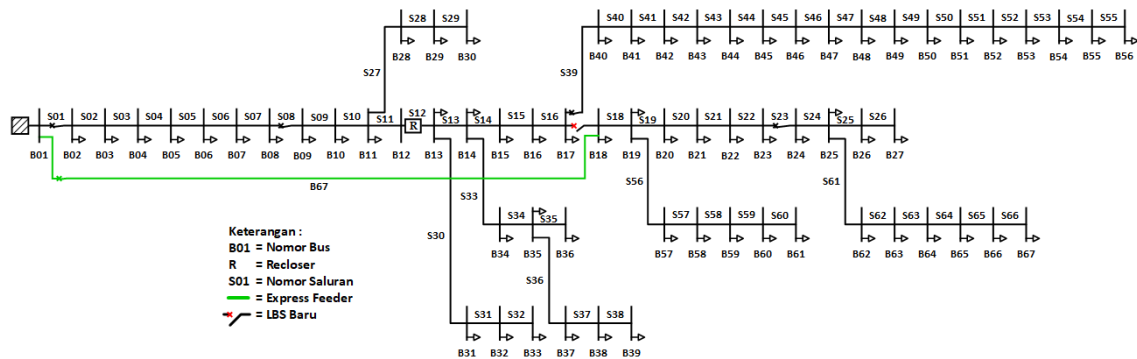 S28 S29
B28 B29 B30
S27
S40 S41 S42 S43 S44 S45 S46 S47 S48 S49 S50 S51 S52 S53 S54 S55
B40 B41 B42 B43 B44 B45 B46 B47 B48 B49 B50 B51 B52 B53 B54 B55 B56
S39
S01 S02 S03 S04 S05 S06 S07 S08 S09 S10 S11 S12 S13 S14 S15 S16 S18 S19 S20 S21 S22 S23 S24 S25 S26
R
B01 B02 B03 B04 B05 B06 B07 B08 B09 B10 B11 B12 B13 B14 B15 B16 B17 B18 B19 B20 B21 B22 B23 B24 B25 B26 B27
B67
S56 S61
S33
S34 S35
B34 B35 B36
S57 S58 S59 S60
B57 B58 B59 B60 B61
S62 S63 S64 S65 S66
B62 B63 B64 B65 B66 B67
S30
S36
S31 S32
B31 B32 B33
S37 S38
B37 B38 B39
Keterangan :
B01 = Nomor Bus
R = Recloser
S01 = Nomor Saluran
= Express Feeder
= LBS Baru